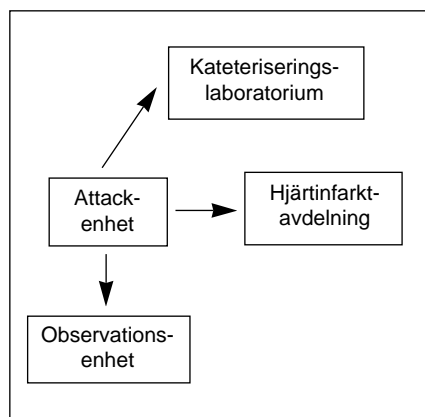 Kateteriserings-
laboratorium
Attack-
enhet
Hjärtinfarkt-
avdelning
Observations-
enhet